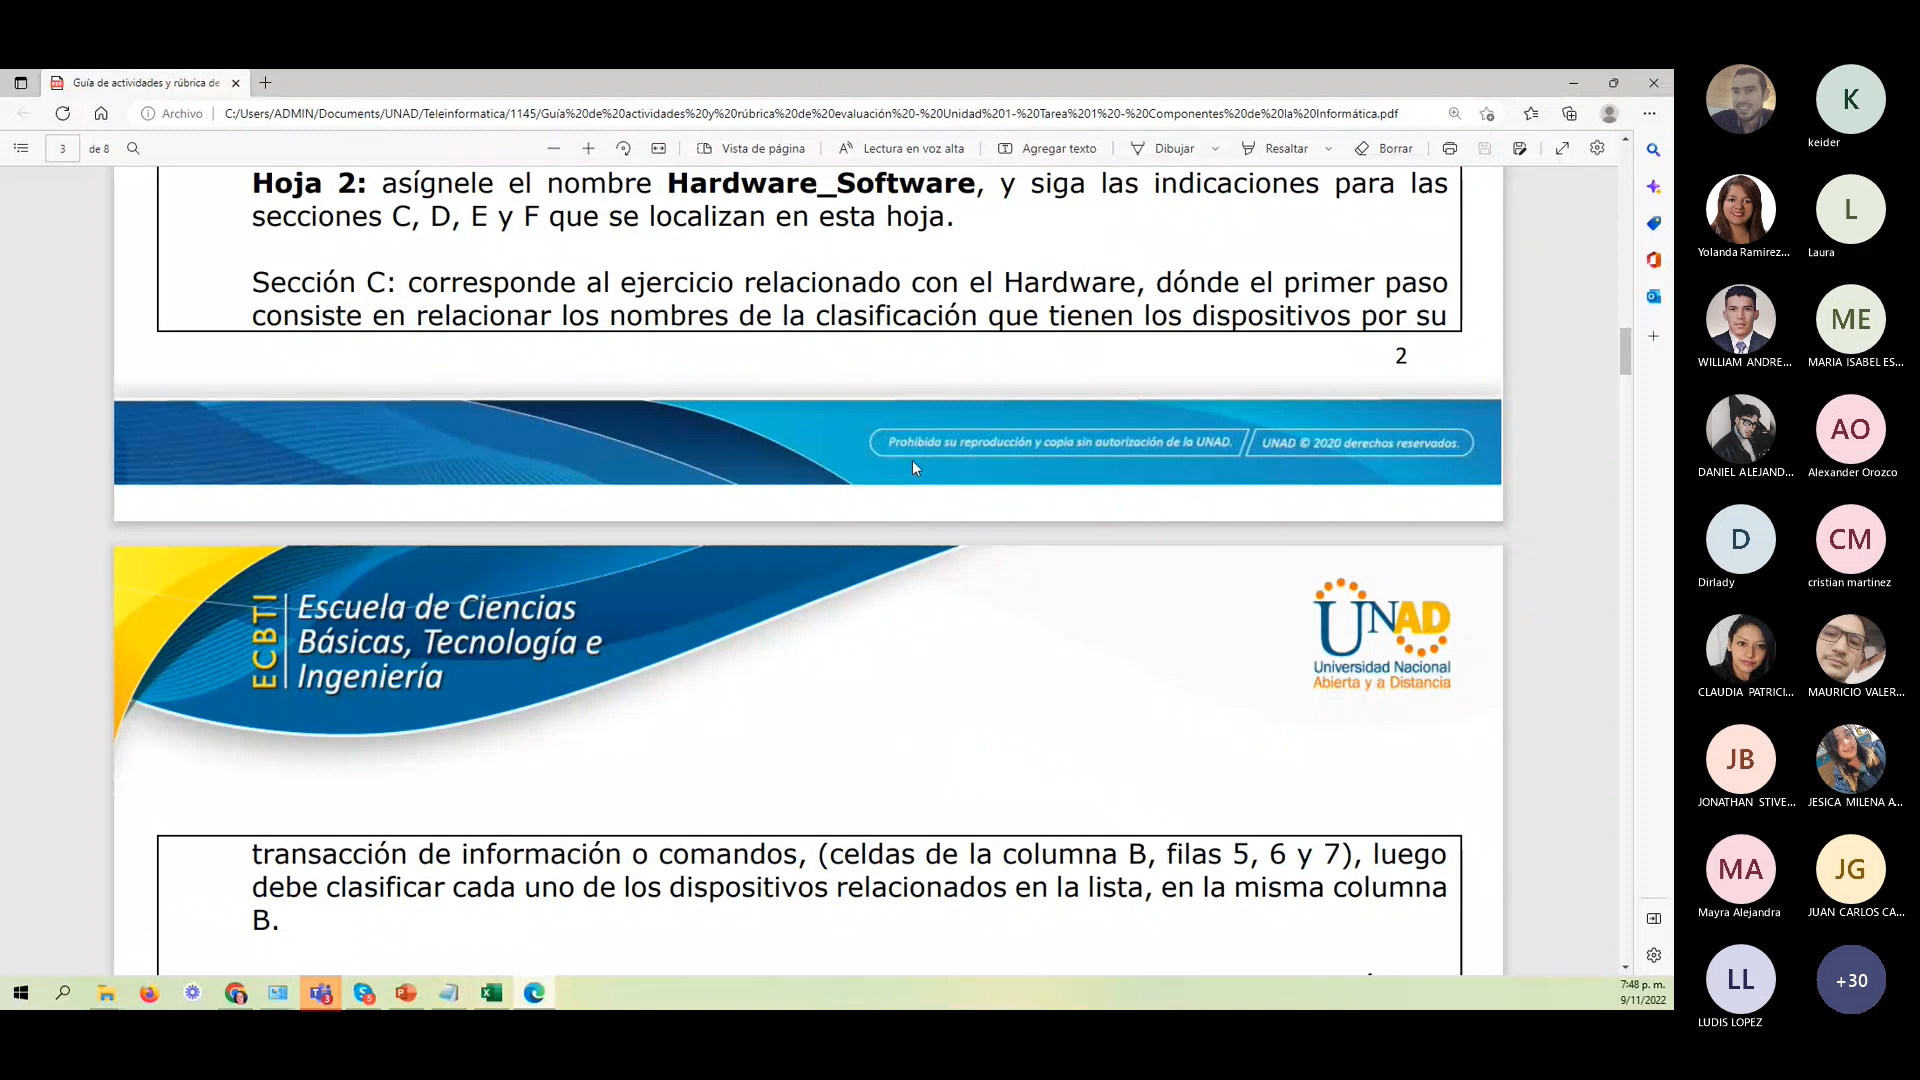 Guía de actividades y rúbrica de
Archivo
C:/Users/ADMIN/Documents/UNAD/Teleinformatica/1145/Guía%20de%20actividades%20y%20rúbrica%20de%20evaluación%20-%20Unidad%201-%20Tarea%201%20-%20Componentes%20de%20la%20Informática.pdf
3 de 8
Vista de página
Lectura en voz alta
Agregar texto
Dibujar
Resaltar
Borrar
Hoja 2: asígnele el nombre Hardware_Software, y siga las indicaciones para las
secciones C, D, E y F que se localizan en esta hoja.
Sección C: corresponde al ejercicio relacionado con el Hardware, dónde el primer paso
consiste en relacionar los nombres de la clasificación que tienen los dispositivos por su
2
Prohibida su reproducción y copia sin autorización de la UNAD.
UNAD © 2020 derechos reservados.
ECBTI
Escuela de Ciencias
Básicas, Tecnología e
Ingeniería
UNAD
Universidad Nacional
Abierta y a Distancia
transacción de información o comandos, (celdas de la columna B, filas 5, 6 y 7), luego
debe clasificar cada uno de los dispositivos relacionados en la lista, en la misma columna
B.
7:48 p. m.
9/11/2022
K
keider
Yolanda Ramirez...
L
Laura
WILLIAM ANDRE...
ME
MARIA ISABEL ES...
DANIEL ALEJAND...
AO
Alexander Orozco
D
Dirlady
CM
cristian martinez
CLAUDIA PATRICI...
MAURICIO VALER...
JB
JONATHAN STIVE...
JESICA MILENA A...
MA
Mayra Alejandra
JG
JUAN CARLOS CA...
LL
LUDIS LOPEZ
+30